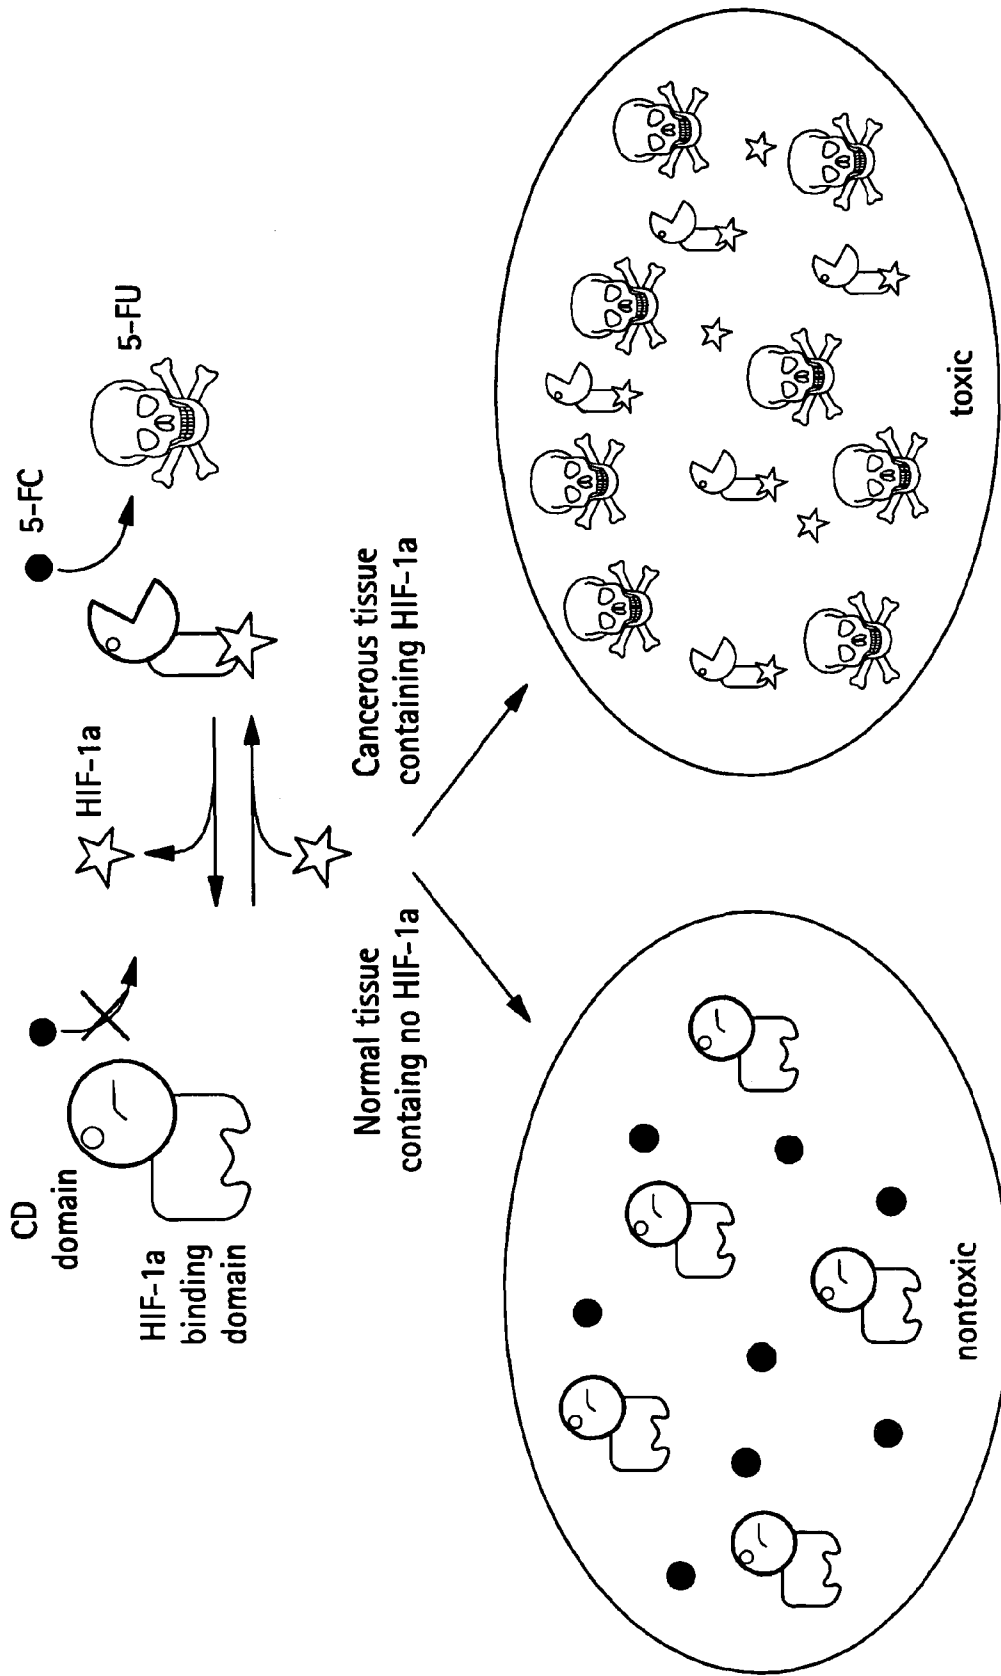 CD
domain
HIF-1a
binding
domain
HIF-1a
5-FC
5-FU
Normal tissue
containg no HIF-1a
Cancerous tissue
containing HIF-1a
nontoxic
toxic